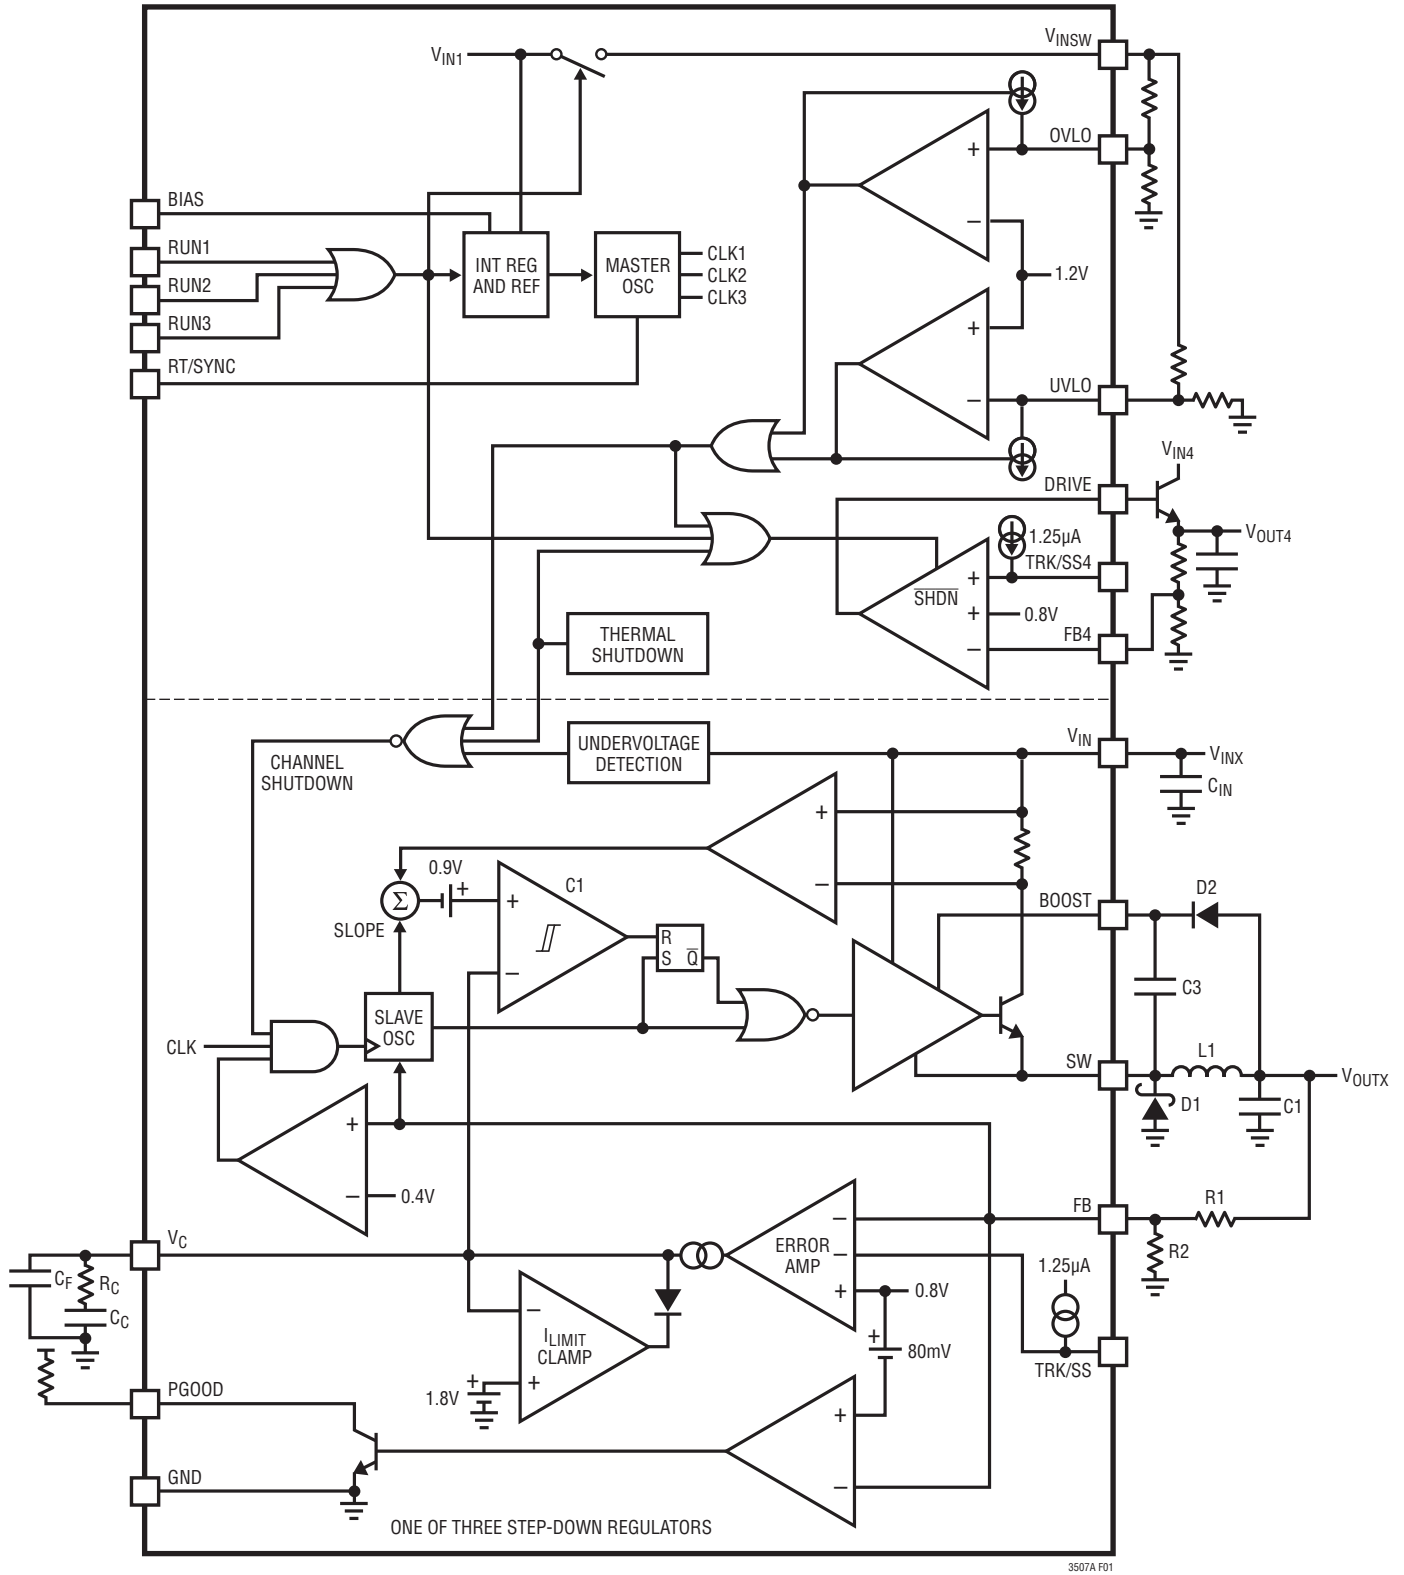 VIN1
VINSW
OVLO
BIAS
RUN1
RUN2
RUN3
RT/SYNC
INT REG
AND REF
MASTER
OSC
CLK1
CLK2
CLK3
+
–
1.2V
+
–
UVLO
VIN4
DRIVE
VOUT4
1.25µA
TRK/SS4
SHDN
+
+
–
0.8V
FB4
THERMAL
SHUTDOWN
VIN
VINX
CIN
UNDERVOLTAGE
DETECTION
CHANNEL
SHUTDOWN
+
–
0.9V
+
Σ
SLOPE
C1
+
–
R
S Q
BOOST
D2
C3
SLAVE
OSC
CLK
SW
L1
VOUTX
D1
C1
+
–
0.4V
FB
R1
R2
VC
CF
RC
CC
ERROR
AMP
–
–
+
0.8V
1.25µA
ILIMIT
CLAMP
–
+
+
1.8V
+
80mV
TRK/SS
PGOOD
+
–
GND
ONE OF THREE STEP-DOWN REGULATORS
3507A F01